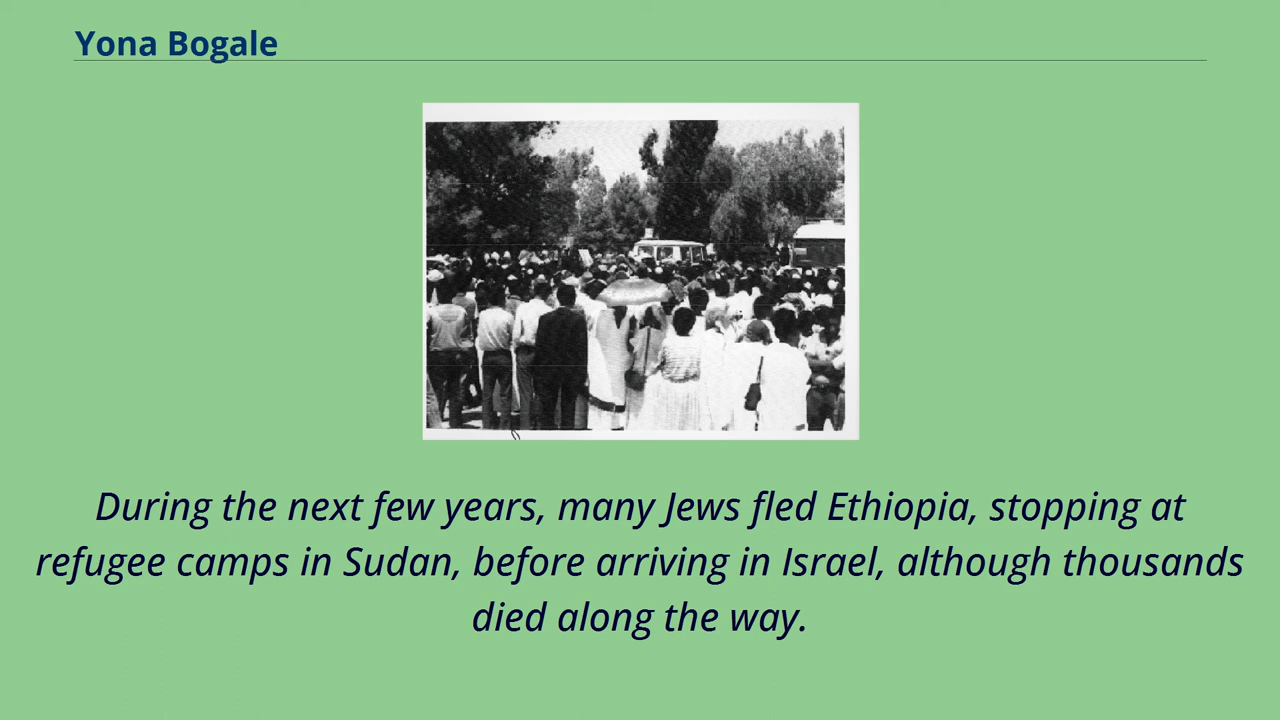 Yona Bogale
During the next few years, many Jews fled Ethiopia, stopping at
refugee camps in Sudan, before arriving in Israel, although thousands
died along the way.